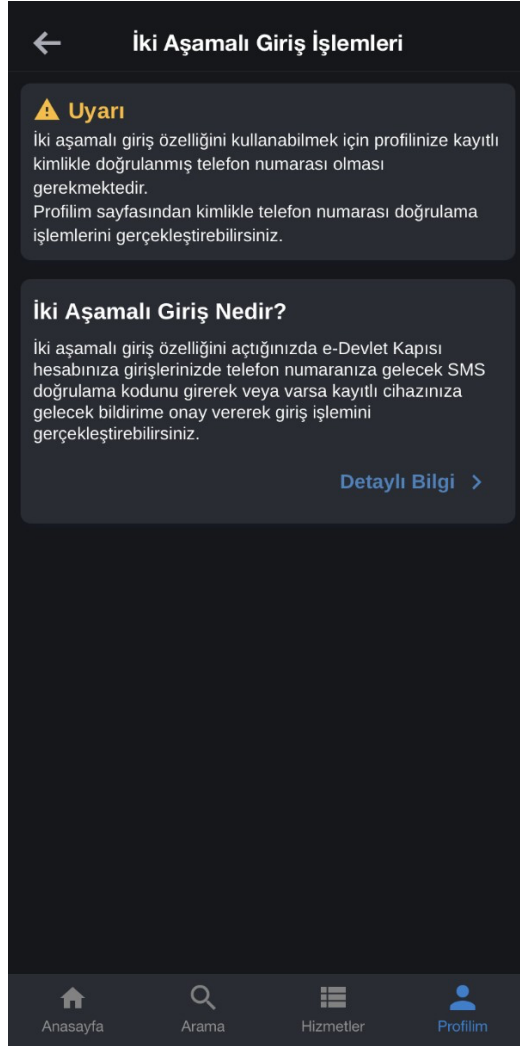 İki Aşamalı Giriş İşlemleri
Uyarı
İki aşamalı giriş özelliğini kullanabilmek için profilinize kayıtlı
kimlikle doğrulanmış telefon numarası olması
gerekmektedir.
Profilim sayfasından kimlikle telefon numarası doğrulama
işlemlerini gerçekleştirebilirsiniz.
İki Aşamalı Giriş Nedir?
İki aşamalı giriş özelliğini açtığınızda e-Devlet Kapısı
hesabınıza girişlerinizde telefon numaranıza gelecek SMS
doğrulama kodunu girerek veya varsa kayıtlı cihazınıza
gelecek bildirime onay vererek giriş işlemini
gerçekleştirebilirsiniz.
Detaylı Bilgi
Anasayfa
Arama
Hizmetler
Profilim